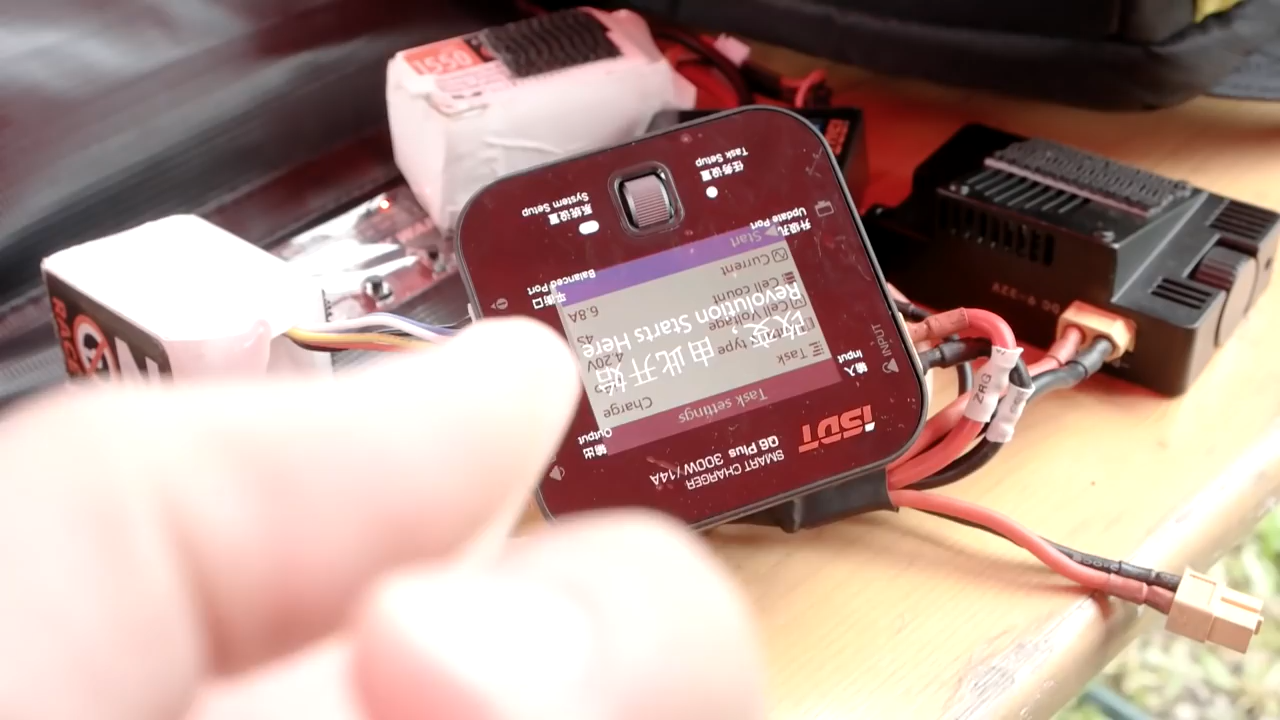 iSDT
SMART CHARGER
Q6 Plus 300W/14A
输入
Input
INPUT
输出
Output
Task settings
Task
Charge
type
Cell Voltage
4.20V
Cell count
4S
Current
6.8A
Start
改变，由此开始
Revolution Starts Here
升级孔
Update Port
平衡口
Balanced Port
任务设置
Task Setup
系统设置
System Setup
1550
ZRG